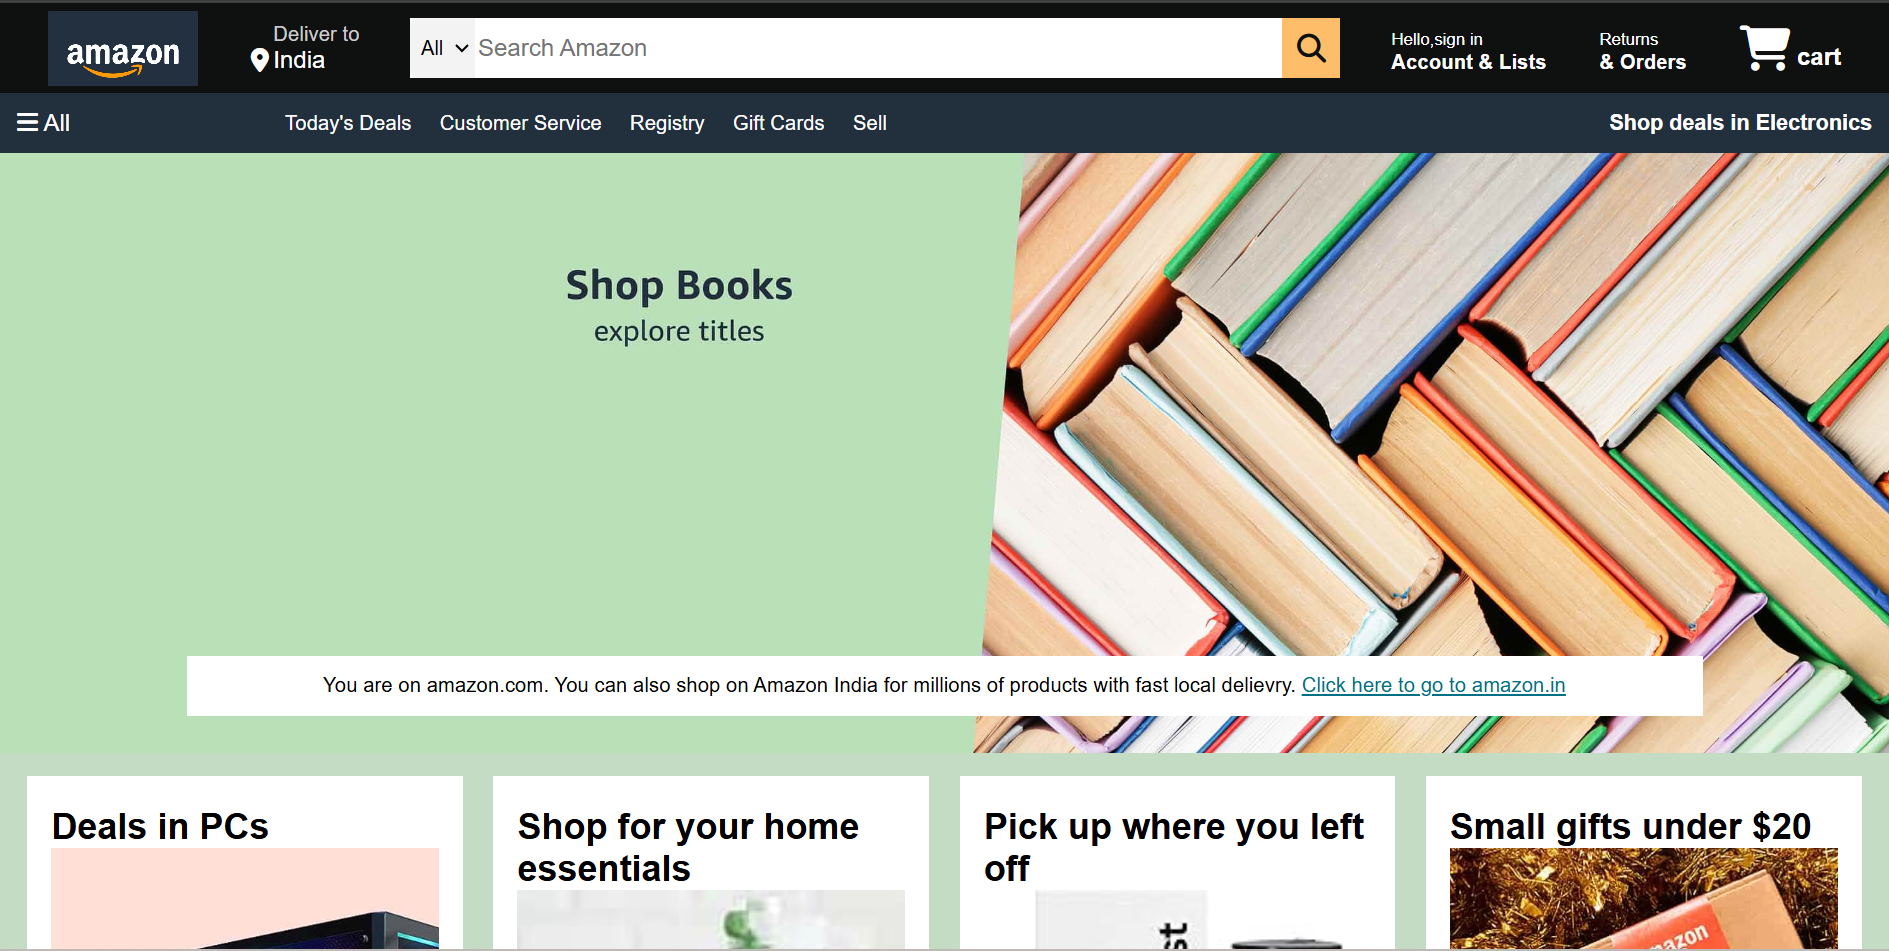 amazon
Deliver to
India
All
Search Amazon
Hello,sign in
Account & Lists
Returns
& Orders
cart
All
Today's Deals
Customer Service
Registry
Gift Cards
Sell
Shop deals in Electronics
Shop Books
explore titles
You are on amazon.com. You can also shop on Amazon India for millions of products with fast local delievry. Click here to go to amazon.in
Deals in PCs
Shop for your home
essentials
Pick up where you left
off
Small gifts under $20
st
mazon